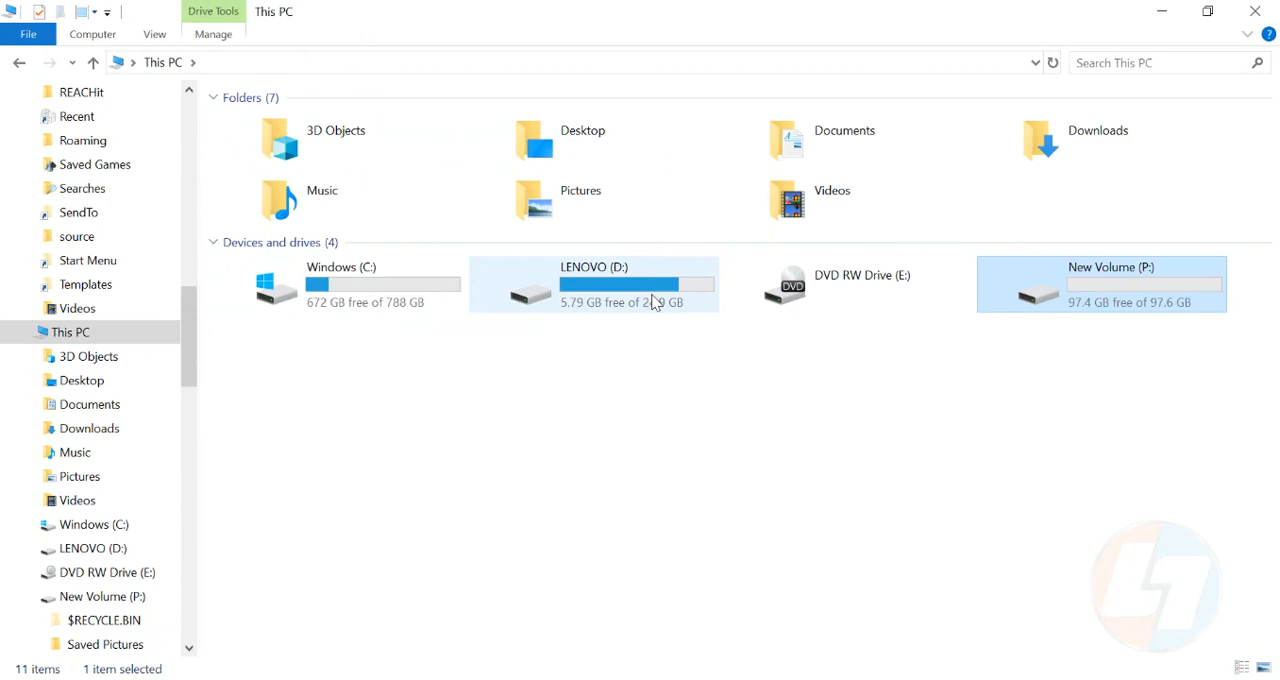 Drive Tools
This PC
File
Computer
View
Manage
This PC
Search This PC
REACHit
Recent
Roaming
Saved Games
Searches
SendTo
source
Start Menu
Templates
Videos
This PC
3D Objects
Desktop
Documents
Downloads
Music
Pictures
Videos
Windows (C:)
LENOVO (D:)
DVD RW Drive (E:)
New Volume (P:)
$RECYCLE.BIN
Saved Pictures
Folders (7)
3D Objects
Desktop
Documents
Downloads
Music
Pictures
Videos
Devices and drives (4)
Windows (C:)
672 GB free of 788 GB
LENOVO (D:)
5.79 GB free of GB
DVD
DVD RW Drive (E:)
New Volume (P:)
97.4 GB free of 97.6 GB
11 items
1 item selected